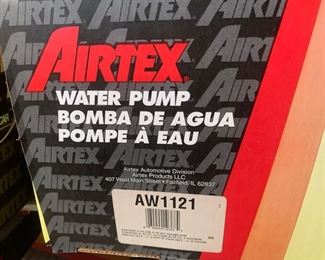 AIRTEX
WATER PUMP
BOMBA DE AGUA
POMPE À EAU
Airtex Automotive Division
Airtex Products LLC
407 West Main Street • Fairfield, IL 62837
AW1121